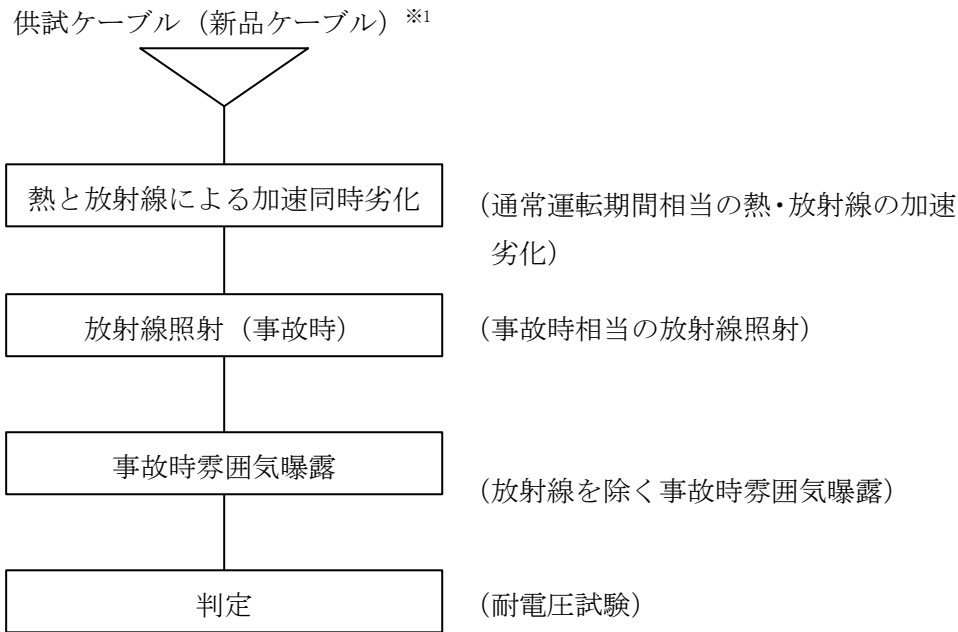 供試ケーブル（新品ケーブル）※1
熱と放射線による加速同時劣化
（通常運転期間相当の熱・放射線の加速
劣化）
放射線照射（事故時）
（事故時相当の放射線照射）
事故時雰囲気曝露
（放射線を除く事故時雰囲気曝露）
判定
（耐電圧試験）